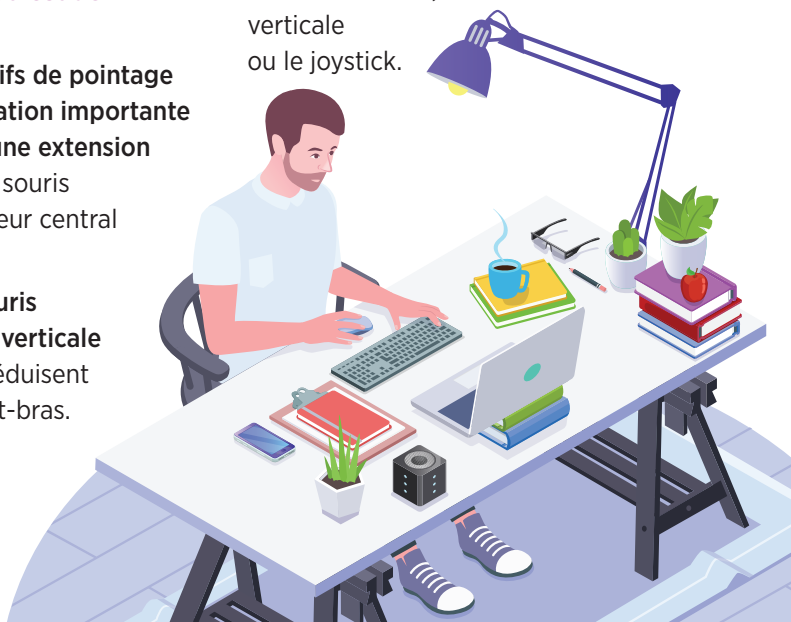 verticale
ou le joystick.
ifs de pointage
ation importante
une extension
souris
eur central
uris
verticale
éduisent
t-bras.